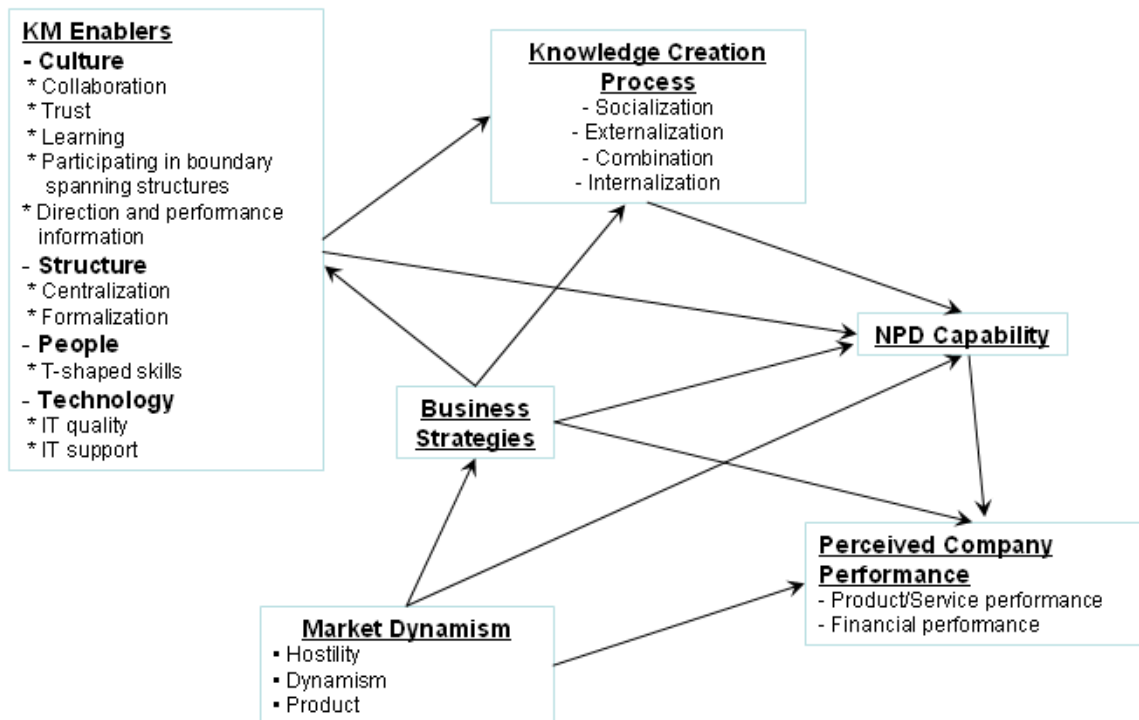 KM Enablers
- Culture
* Collaboration
* Trust
* Learning
* Participating in boundary
spanning structures
* Direction and performance
information
- Structure
* Centralization
* Formalization
- People
* T-shaped skills
- Technology
* IT quality
* IT support
Knowledge Creation
Process
- Socialization
- Externalization
- Combination
- Internalization
NPD Capability
Business
Strategies
Perceived Company
Performance
- Product/Service performance
- Financial performance
Market Dynamism
▪ Hostility
▪ Dynamism
▪ Product